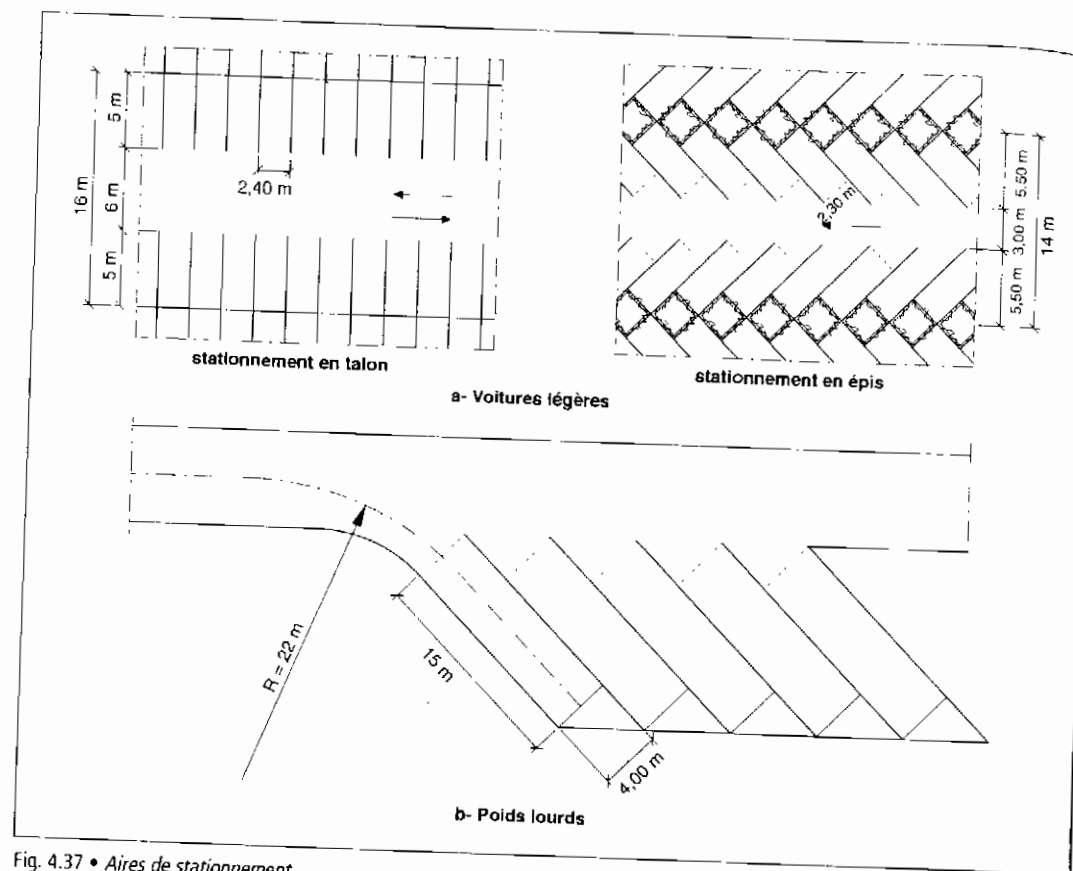 5 m
16 m
6 m
5 m
2,40 m
stationnement en talon
2,30 m
5.50 m
3,00 m
14 m
5,50 m
stationnement en épis
a- Voitures légères
R = 22 m
15 m
4,00 m
b- Poids lourds
Fig. 4.37 • Aires de stationnement